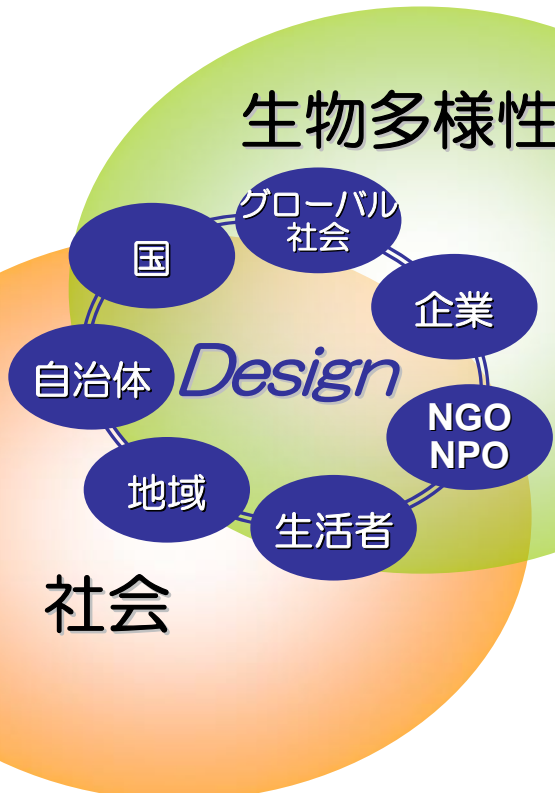 生物多様性
グローバル
社会
国
企業
自治体
Design
NGO
NPO
地域
生活者
社会